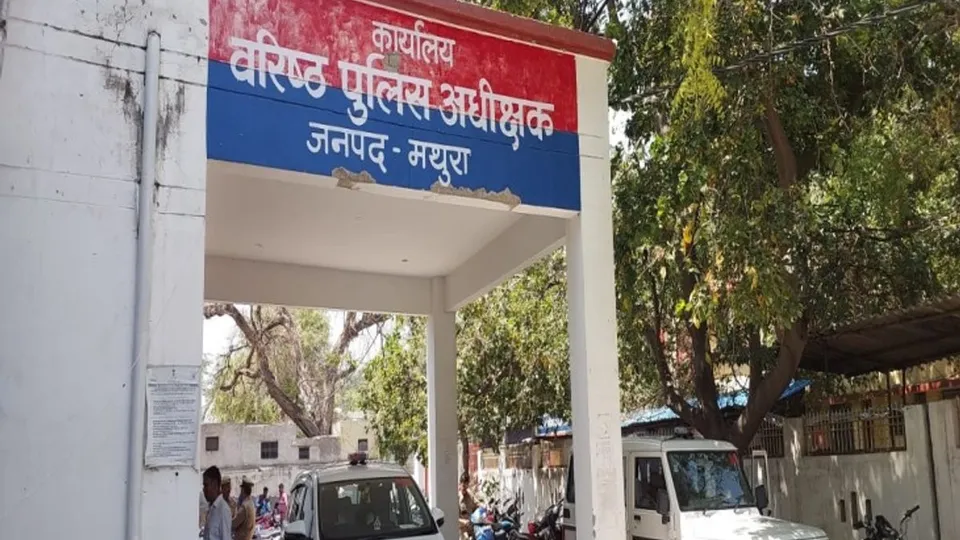 कार्यालय
वरिष्ठ पुलिस अधीक्षक
जनपद - मथुरा